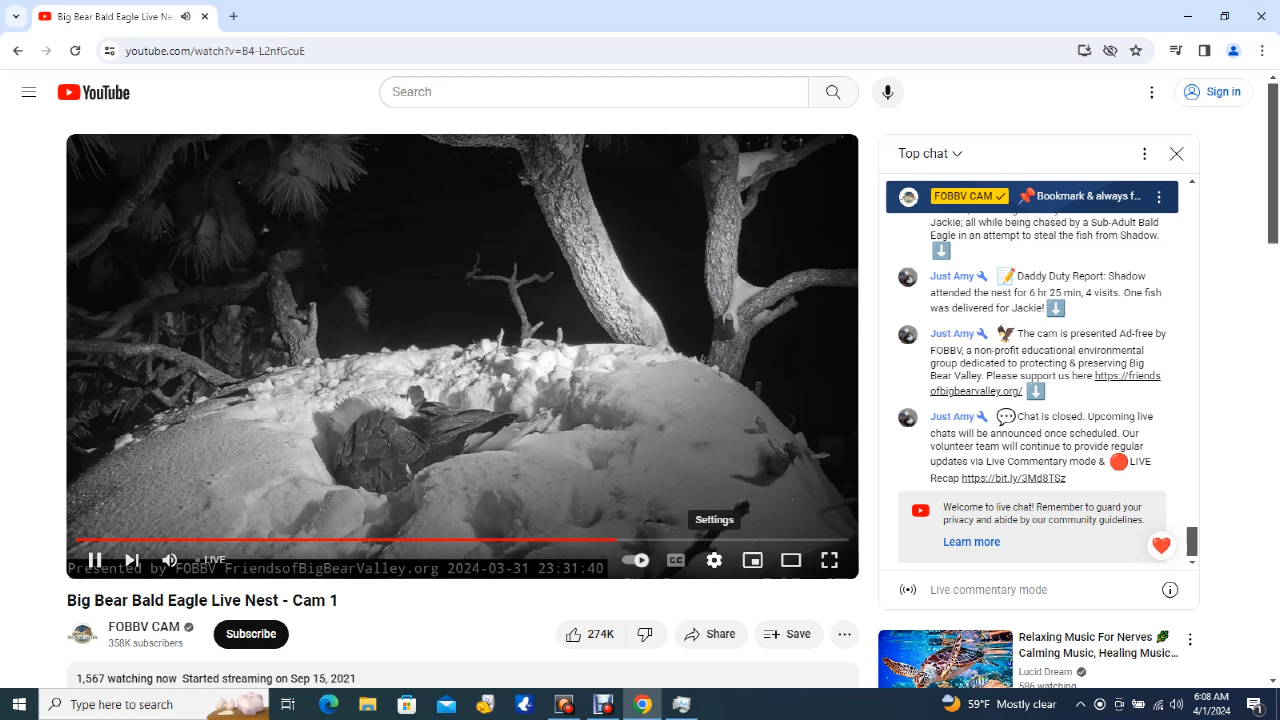 Big Bear Bald Eagle Live Ne
youtube.com/watch?v=B4-L2nfGcuE
YouTube
Search
Sign in
Settings
LIVE
CC
Presented by FOBBV FriendsofBigBearValley.org 2024-03-31 23:31:40
Big Bear Bald Eagle Live Nest - Cam 1
FOBBV CAM
358K subscribers
Subscribe
274K
Share
Save
1,567 watching now Started streaming on Sep 15, 2021
Top chat
FOBBV CAM ✓ 📌Bookmark & always f...
Jackie; all while being chased by a Sub-Adult Bald
Eagle in an attempt to steal the fish from Shadow.
⬇️
Just Amy 📝Daddy Duty Report: Shadow
attended the nest for 6 hr 25 min, 4 visits. One fish
was delivered for Jackie!⬇️
Just Amy 🦅The cam is presented Ad-free by
FOBBV, a non-profit educational environmental
group dedicated to protecting & preserving Big
Bear Valley. Please support us here https://friends
ofbigbearvalley.org/ ⬇️
Just Amy 💬Chat is closed. Upcoming live
chats will be announced once scheduled. Our
volunteer team will continue to provide regular
updates via Live Commentary mode & 🔴LIVE
Recap https://bit.ly/3Md8TSz
Welcome to live chat! Remember to guard your
privacy and abide by our community guidelines.
Learn more
Live commentary mode
Relaxing Music For Nerves 🌿
Calming Music, Healing Music...
Lucid Dream
586 watching
Type here to search
59°F Mostly clear
6:08 AM
4/1/2024